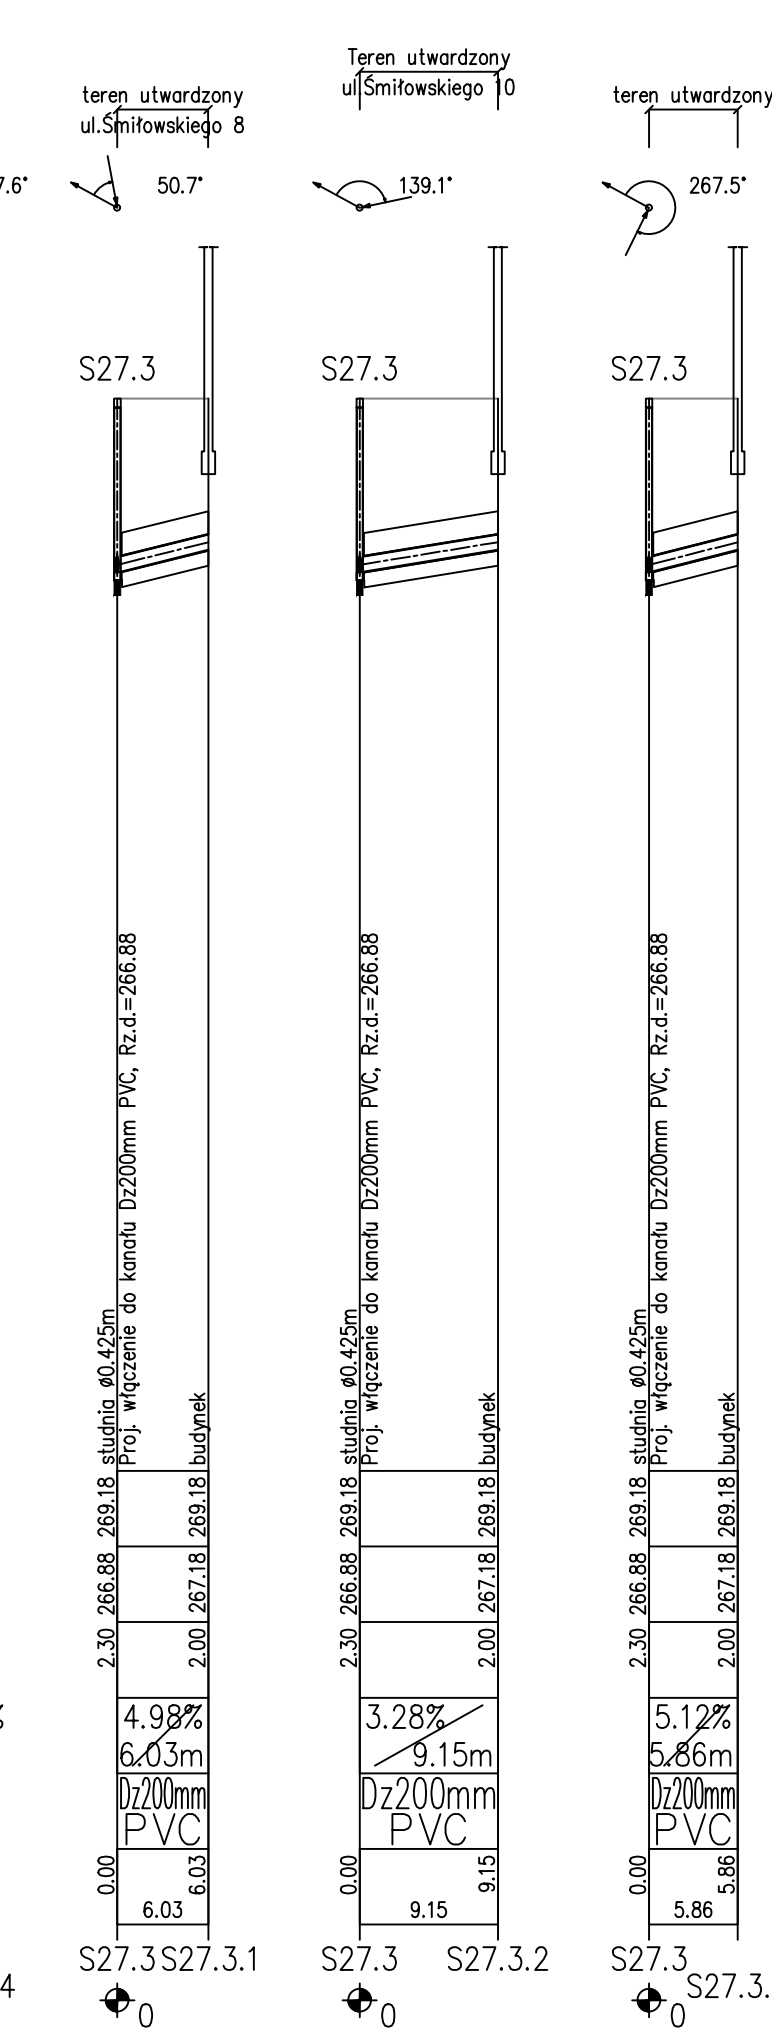 teren utwardzony
ul.Śmiłowskiego 8
Teren utwardzony
ul.Śmiłowskiego 10
teren utwardzony
7.6°
50.7°
139.1°
267.5°
S27.3
S27.3
S27.3
studnia ø0.425m
Proj. włączenie do kanału Dz200mm PVC, Rz.d.=266.88
budynek
269.18
269.18
266.88
267.18
2.30
2.00
4.98%
6.03m
Dz200mm
PVC
0.00
6.03
6.03
S27.3
S27.3.1
0
studnia ø0.425m
Proj. włączenie do kanału Dz200mm PVC, Rz.d.=266.88
budynek
269.18
269.18
266.88
267.18
2.30
2.00
3.28%
9.15m
Dz200mm
PVC
0.00
9.15
9.15
S27.3
S27.3.2
0
studnia ø0.425m
Proj. włączenie do kanału Dz200mm PVC, Rz.d.=266.88
budynek
269.18
269.18
266.88
267.18
2.30
2.00
5.12%
5.86m
Dz200mm
PVC
0.00
5.86
5.86
S27.3
S27.3.
0
%
4